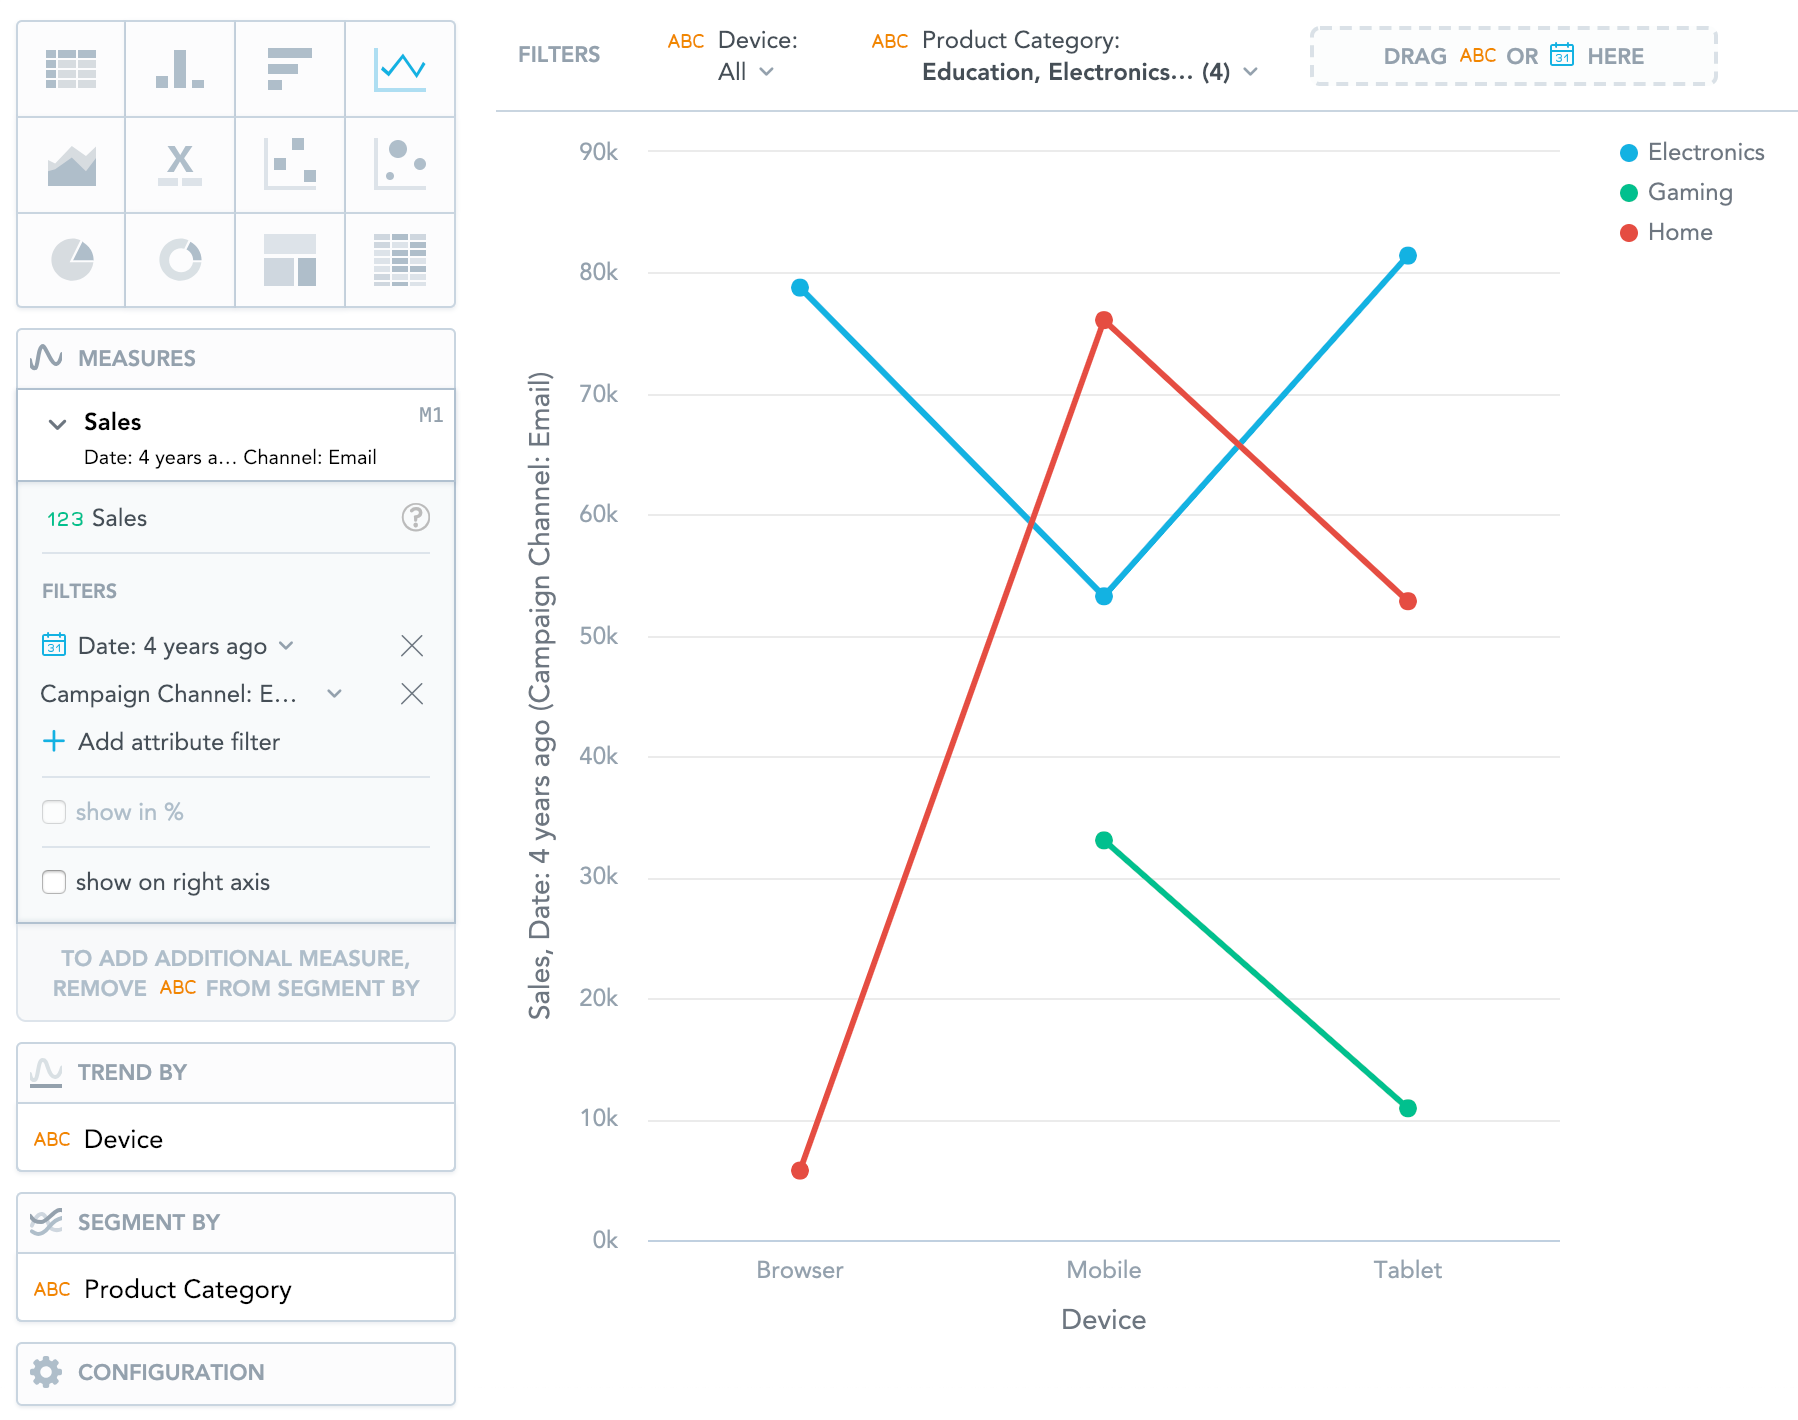 X
MEASURES
Sales
M1
Date: 4 years a... Channel: Email
123 Sales
?
FILTERS
31 Date: 4 years ago
Campaign Channel: E...
+ Add attribute filter
show in %
show on right axis
TO ADD ADDITIONAL MEASURE,
REMOVE ABC FROM SEGMENT BY
TREND BY
ABC Device
SEGMENT BY
ABC Product Category
CONFIGURATION
FILTERS
ABC Device:
All
ABC Product Category:
Education, Electronics... (4)
DRAG ABC OR 31 HERE
Sales, Date: 4 years ago (Campaign Channel: Email)
90k
80k
70k
60k
50k
40k
30k
20k
10k
0k
Browser
Mobile
Tablet
Device
Electronics
Gaming
Home